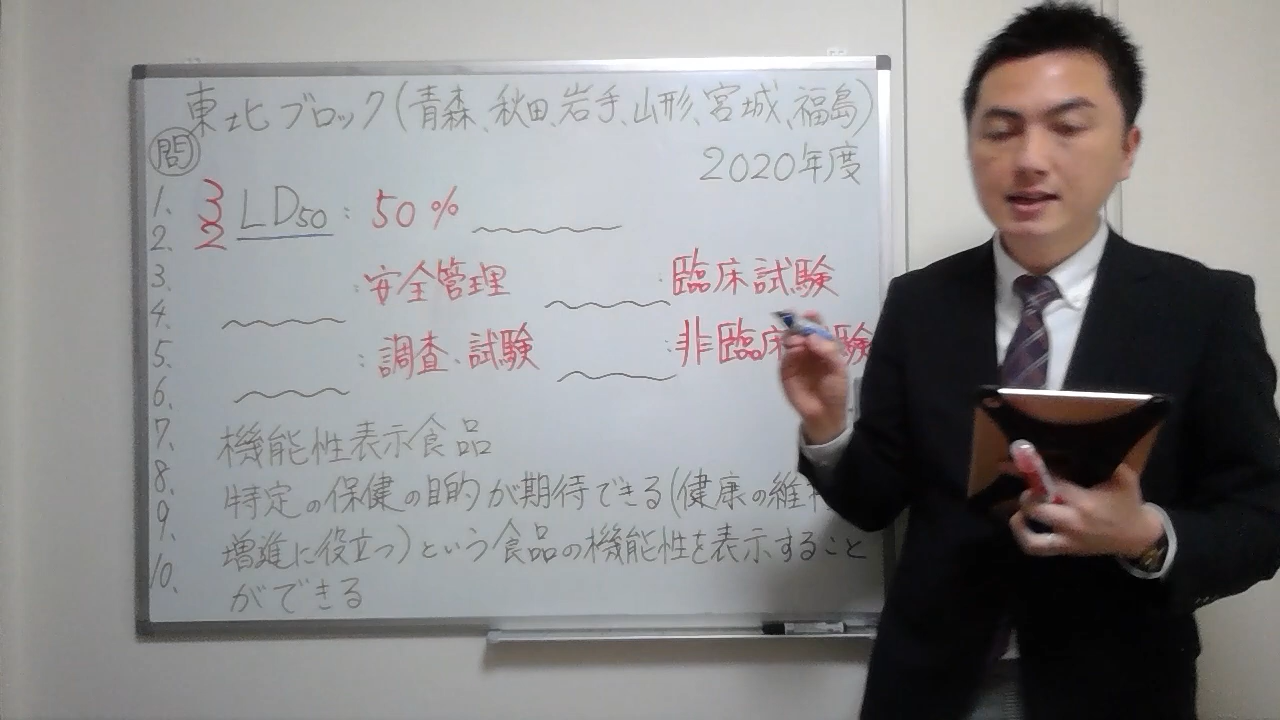 東北ブロック(青森、秋田、岩手、山形、宮城、福島)
問 2020年度
1. 3 LD50: 50%
2. 2
3. :安全管理 :臨床試験
4.
5. :調査、試験 :非臨床 験
6.
7. 機能性表示食品
8. 特定の保健の目的が期待できる(健康の維
9. 増進に役立つ)という食品の機能性を表示すること
10. ができる